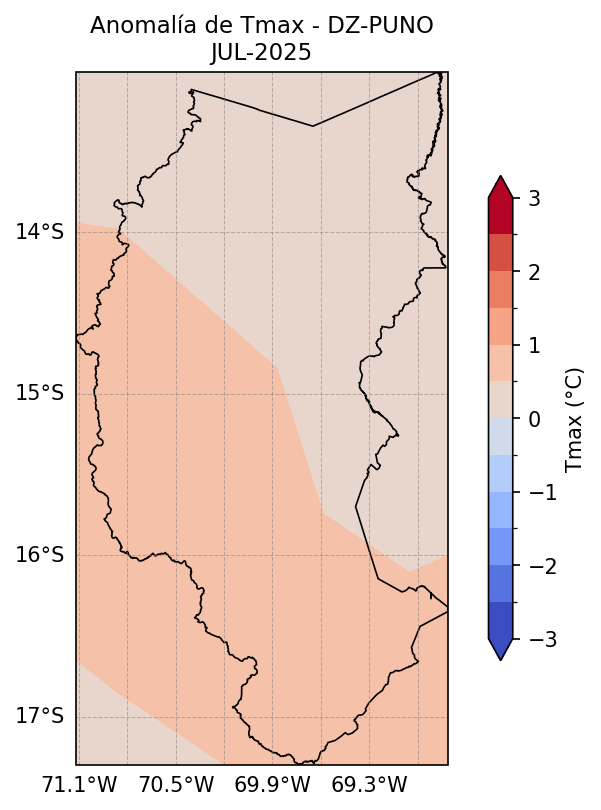 Anomalía de Tmax - DZ-PUNO
JUL-2025
14°S
15°S
16°S
17°S
71.1°W 70.5°W 69.9°W 69.3°W
3
2
1
0
−1
−2
−3
Tmax (°C)